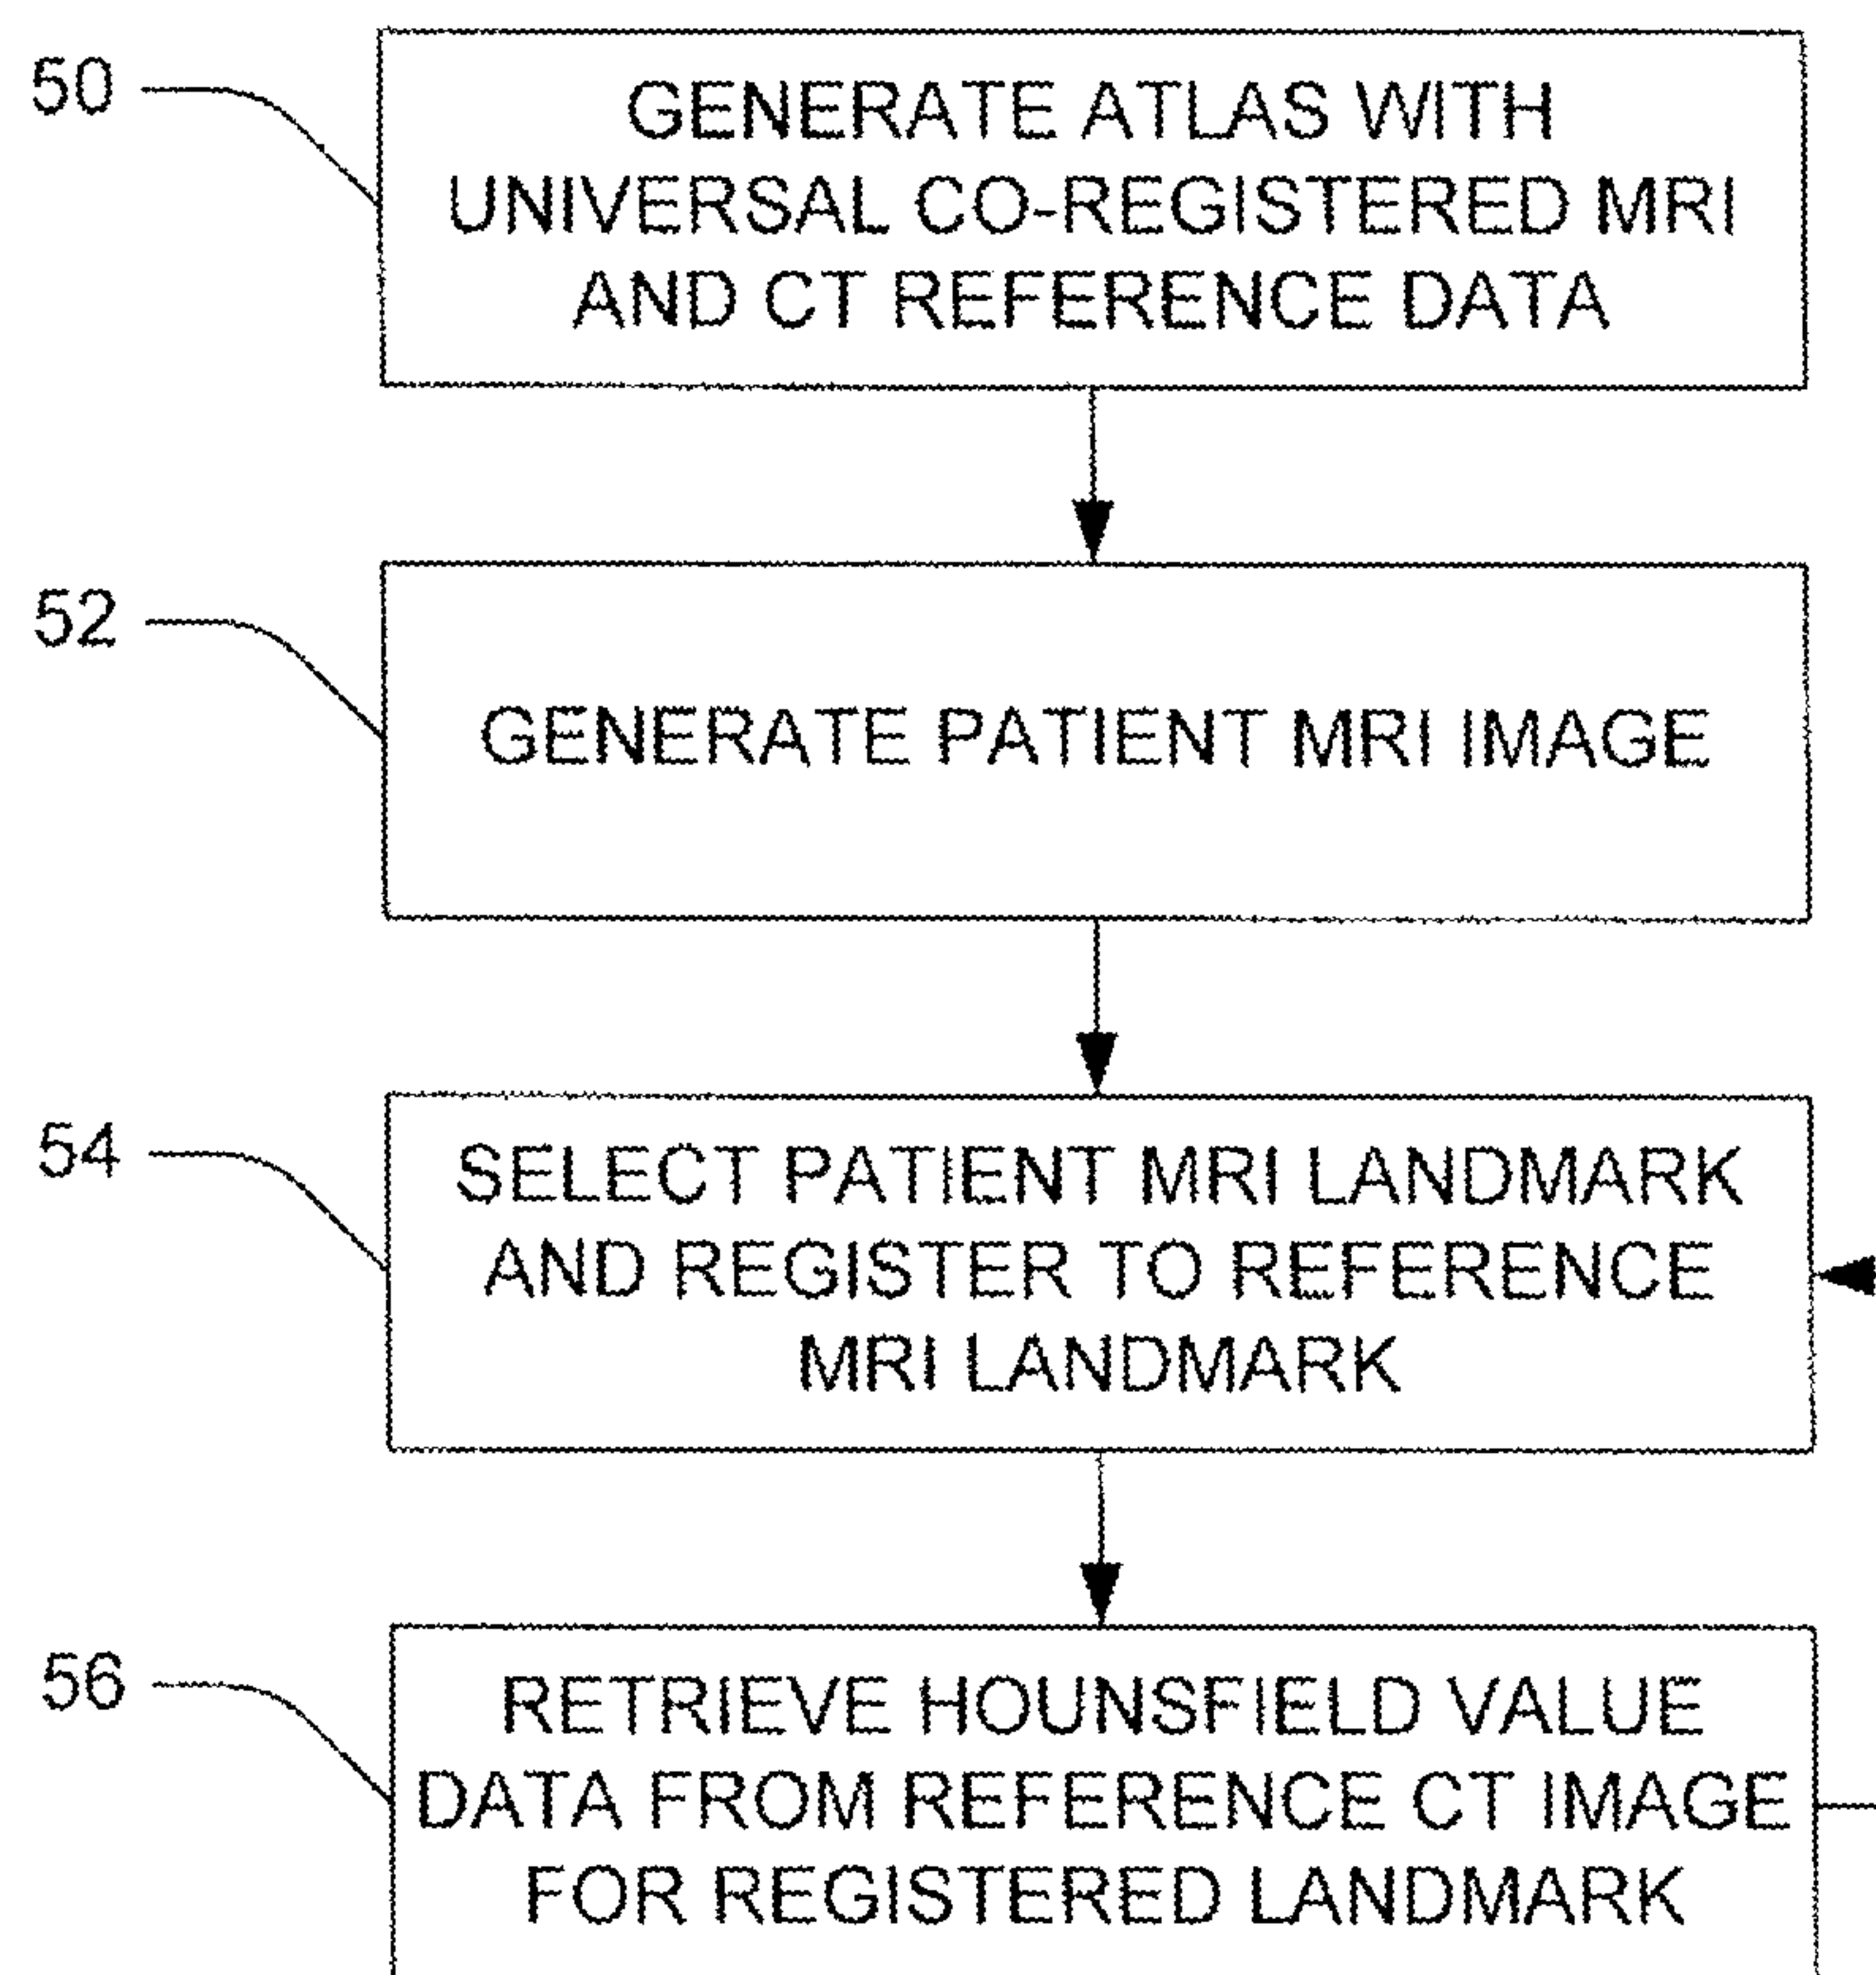 50
GENERATE ATLAS WITH
UNIVERSAL CO-REGISTERED MRI
AND CT REFERENCE DATA
52
GENERATE PATIENT MRI IMAGE
54
SELECT PATIENT MRI LANDMARK
AND REGISTER TO REFERENCE
MRI LANDMARK
56
RETRIEVE HOUNSFIELD VALUE
DATA FROM REFERENCE CT IMAGE
FOR REGISTERED LANDMARK